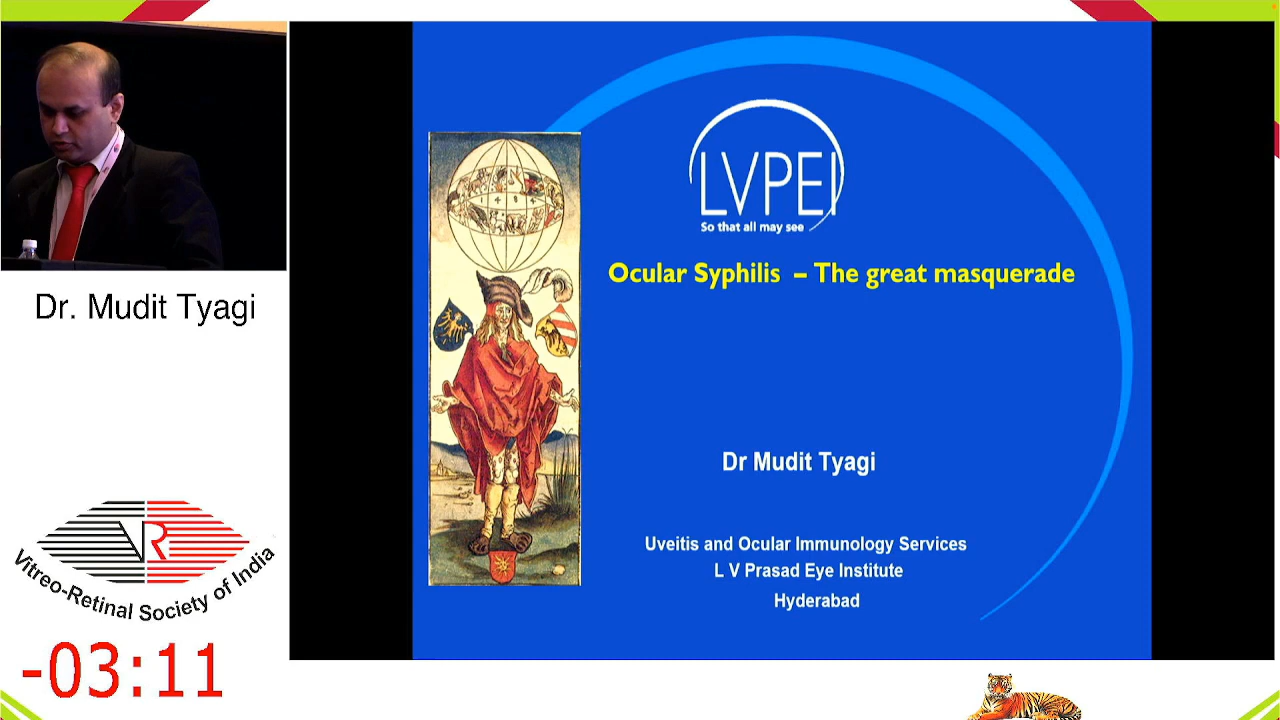 Dr. Mudit Tyagi
VR
Vitreo-Retinal Society of India
-03:11
LVPEI
So that all may see
Ocular Syphilis – The great masquerade
Dr Mudit Tyagi
Uveitis and Ocular Immunology Services
L V Prasad Eye Institute
Hyderabad